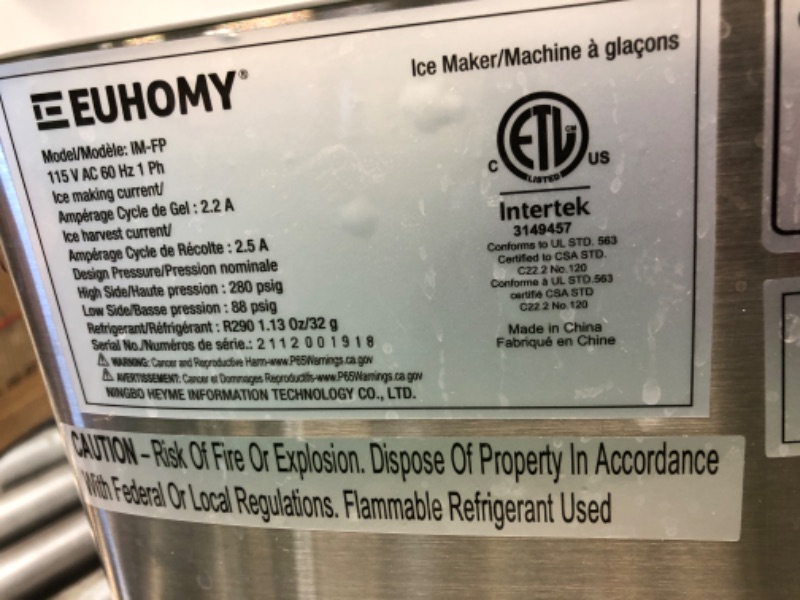 EUHOMY®
Ice Maker/Machine à glaçons
Model/Modèle: IM-FP
115 V AC 60 Hz 1 Ph
Ice making current/
Ampérage Cycle de Gel : 2.2 A
Ice harvest current/
Ampérage Cycle de Récolte : 2.5 A
Design Pressure/Pression nominale
High Side/Haute pression : 280 psig
Low Side/Basse pression : 88 psig
Refrigerant/Réfrigérant : R290 1.13 Oz/32 g
Serial No./Numéros de série.: 2112001918
WARNING: Cancer and Reproductive Harm-www.P65Warnings.ca.gov
AVERTISSEMENT: Cancer et Dommages Reproductifs-www.P65Warnings.ca.gov
NINGBO HEYME INFORMATION TECHNOLOGY CO., LTD.
ETL CM
LISTED
C US
Intertek
3149457
Conforms to UL STD. 563
Certified to CSA STD.
C22.2 No.120
Conforme à UL STD.563
certifié CSA STD
C22.2 No.120
Made in China
Fabriqué en Chine
CAUTION – Risk Of Fire Or Explosion. Dispose Of Property In Accordance
With Federal Or Local Regulations. Flammable Refrigerant Used